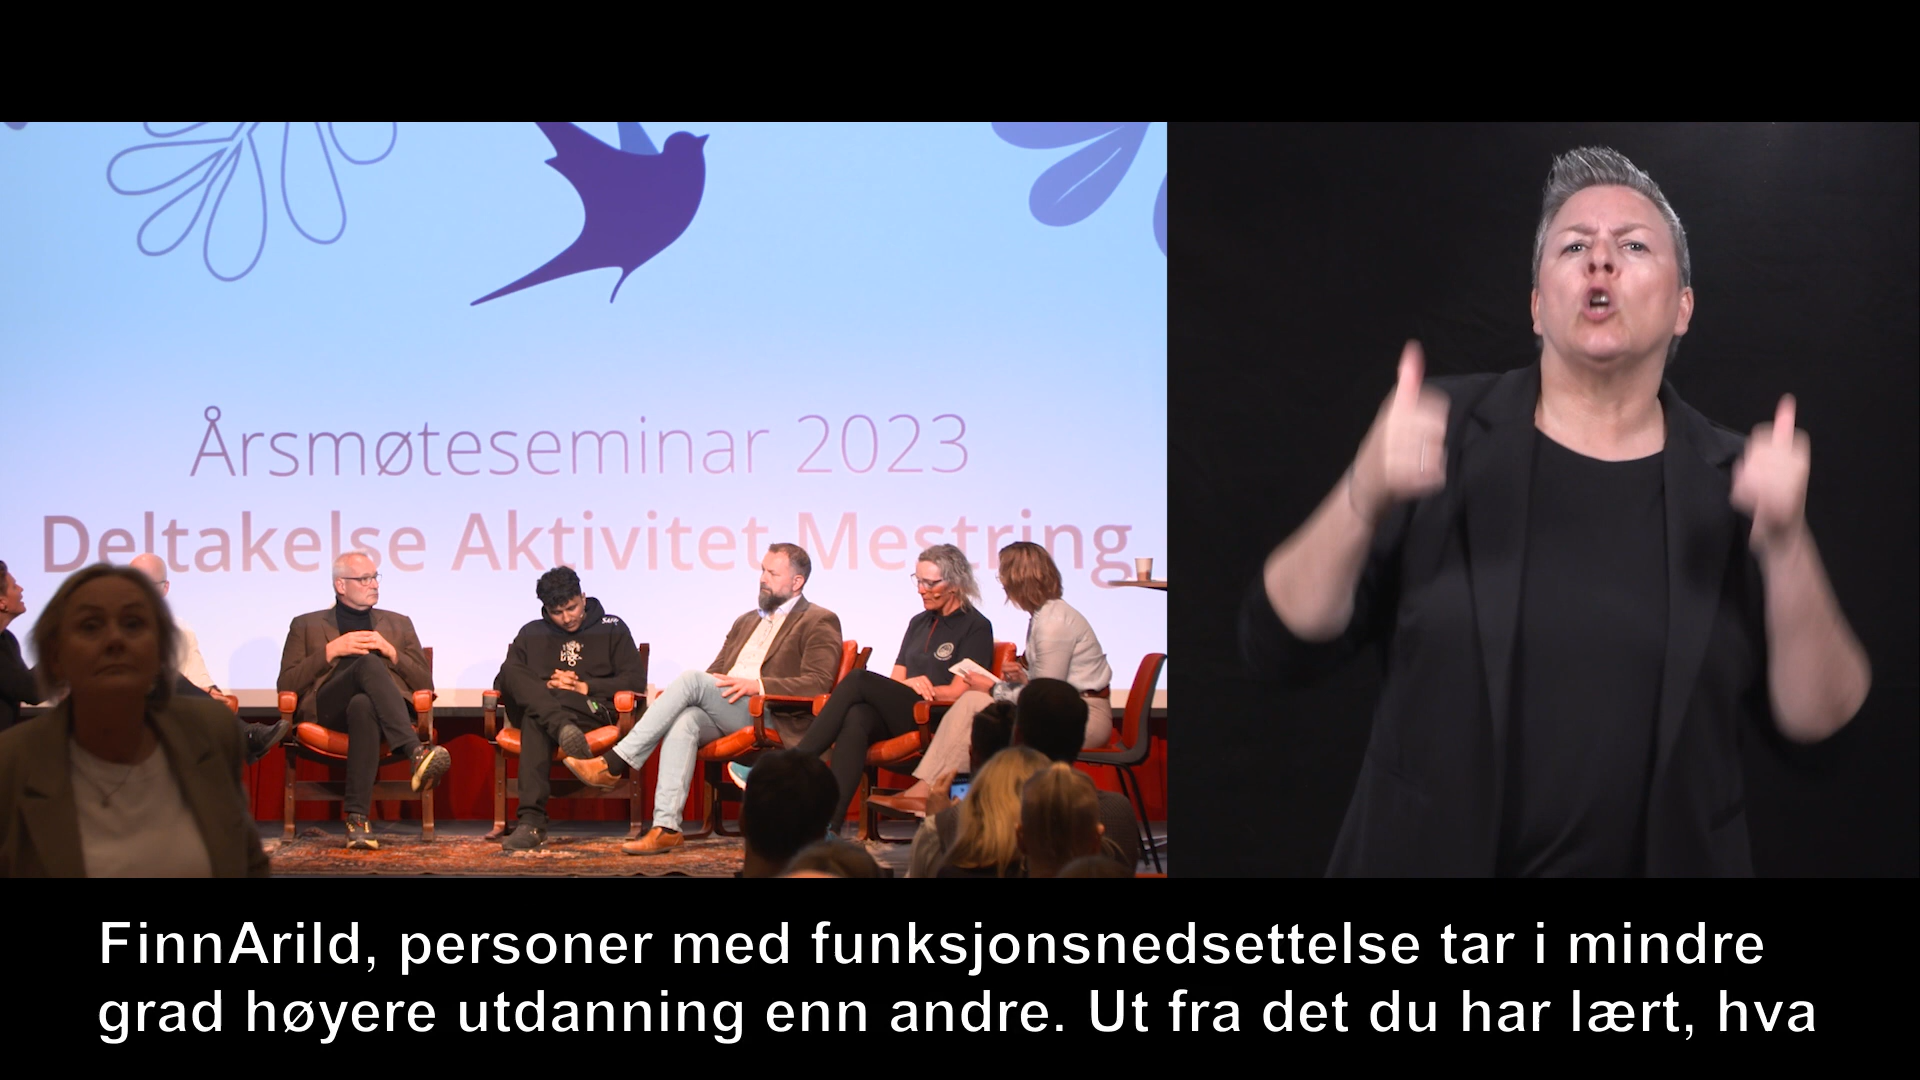 Årsmøteseminar 2023
Deltakelse Aktivitet Mestring
FinnArild, personer med funksjonsnedsettelse tar i mindre
grad høyere utdanning enn andre. Ut fra det du har lært, hva